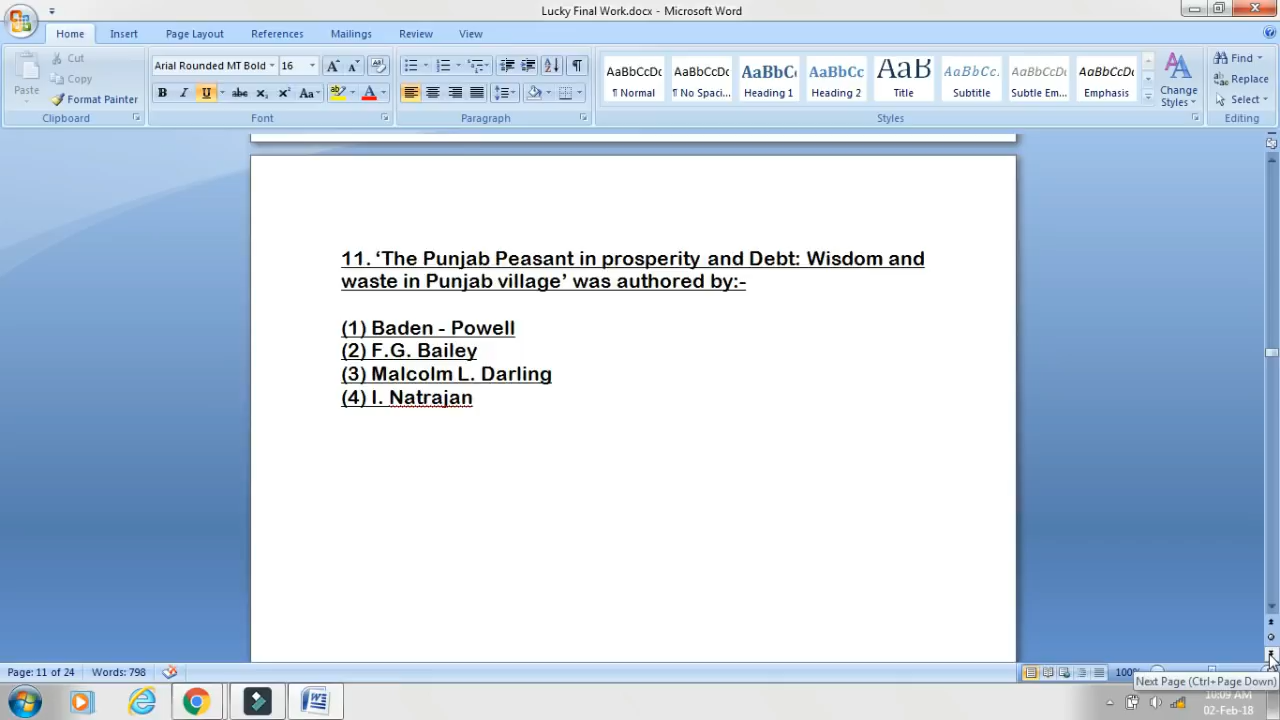 Lucky Final Work.docx - Microsoft Word
Home Insert Page Layout References Mailings Review View
Paste
Cut
Copy
Format Painter
Clipboard
Arial Rounded MT Bold 16
Font
Paragraph
AaBbCcDc AaBbCcDc AaBbCc AaBbCc AaB AaBbCc. AaBbCcDc AaBbCcDc
¶ Normal ¶ No Spaci... Heading 1 Heading 2 Title Subtitle Subtle Em... Emphasis
Change
Styles
Styles
Find
Replace
Select
Editing
11. ‘The Punjab Peasant in prosperity and Debt: Wisdom and
waste in Punjab village’ was authored by:-
(1) Baden - Powell
(2) F.G. Bailey
(3) Malcolm L. Darling
(4) I. Natrajan
Page: 11 of 24 Words: 798 100%
Next Page (Ctrl+Page Down)
10:09 AM
02-Feb-18